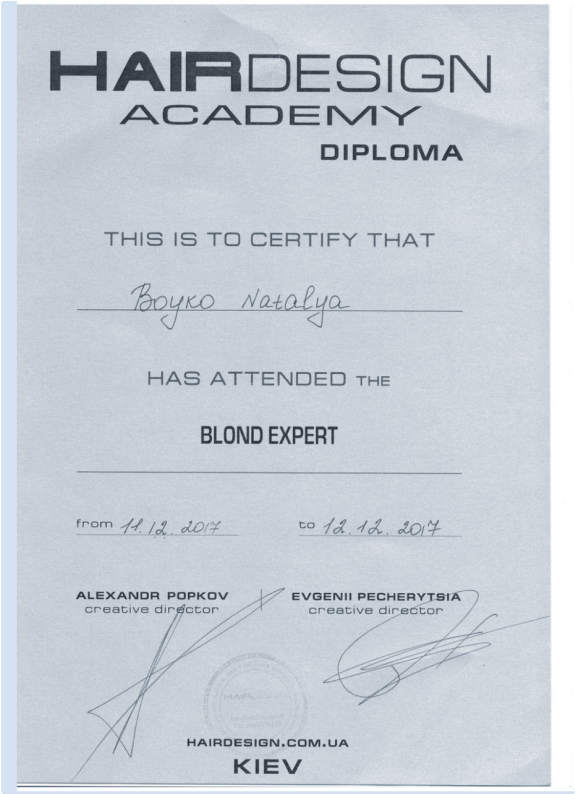 HAIRDESIGN
ACADEMY
DIPLOMA
THIS IS TO CERTIFY THAT
Boyko Natalya
HAS ATTENDED THE
BLOND EXPERT
from 11.12.2017 to 12.12.2017
ALEXANDR POPKOV EVGENII PECHERYTSIA
creative director creative director
HAIRDESIGN.COM.UA
KIEV